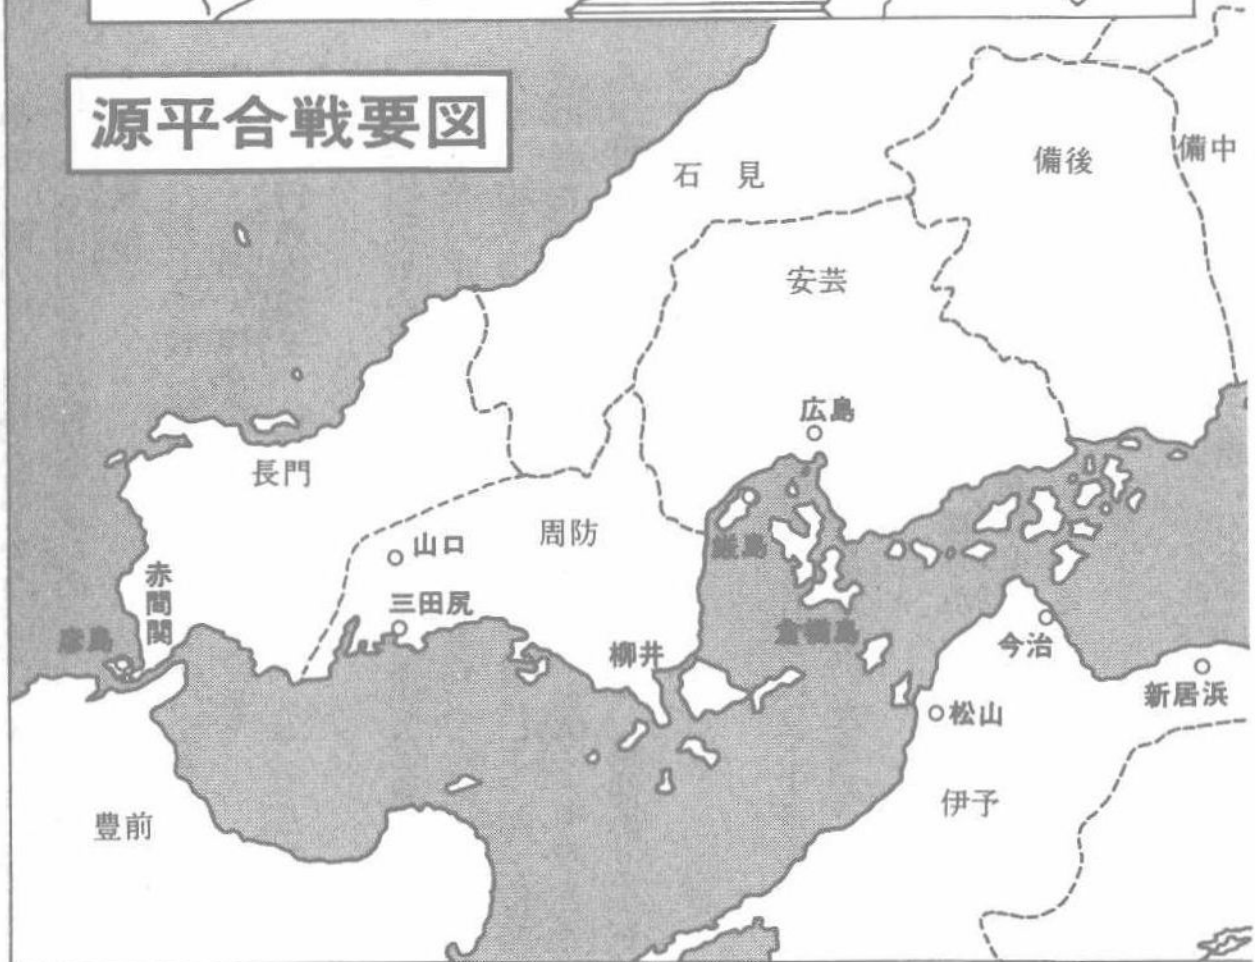 源平合戦要図
石見
備後
備中
安芸
広島
長門
周防
山口
厳島
赤間関
三田尻
彦島
倉橋島
柳井
今治
新居浜
松山
伊予
豊前